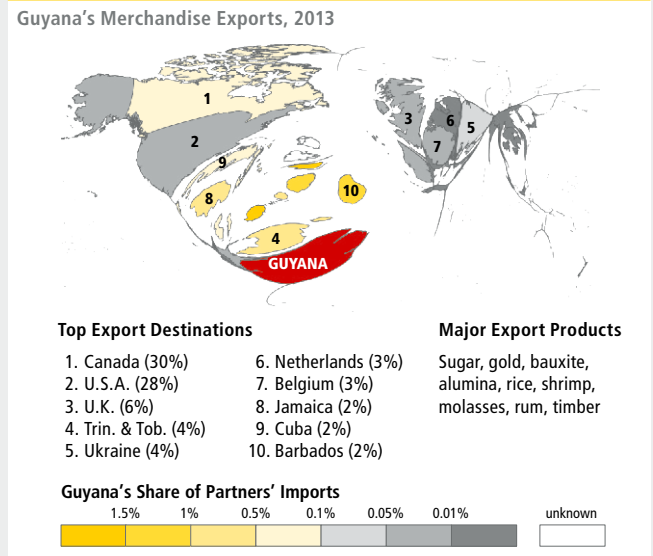 Guyana's Merchandise Exports, 2013
1
2
3
6
5
7
9
8
10
4
GUYANA
Top Export Destinations
1. Canada (30%)
2. U.S.A. (28%)
3. U.K. (6%)
4. Trin. & Tob. (4%)
5. Ukraine (4%)
6. Netherlands (3%)
7. Belgium (3%)
8. Jamaica (2%)
9. Cuba (2%)
10. Barbados (2%)
Major Export Products
Sugar, gold, bauxite,
alumina, rice, shrimp,
molasses, rum, timber
Guyana's Share of Partners' Imports
1.5% 1% 0.5% 0.1% 0.05% 0.01% unknown